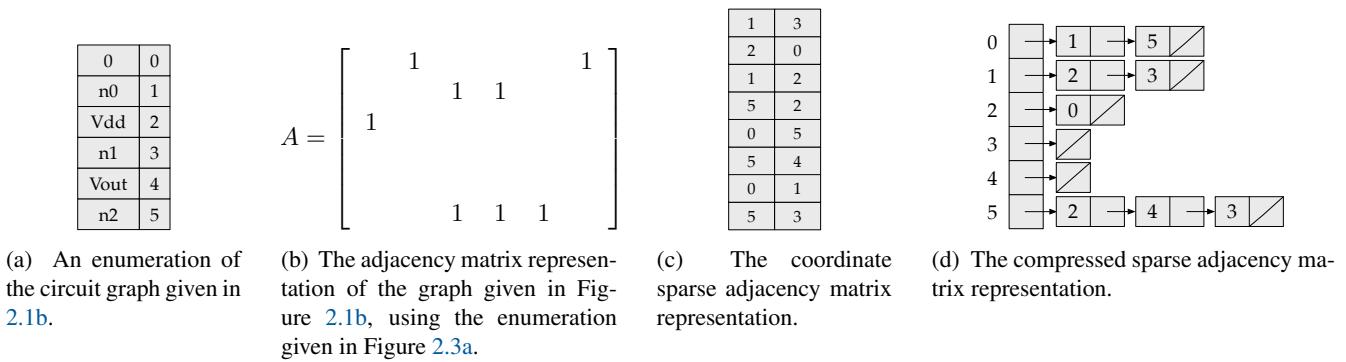 0 0
n0 1
Vdd 2
n1 3
Vout 4
n2 5
(a) An enumeration of
the circuit graph given in
2.1b.
A =
1 1
1 1
1
1 1 1
(b) The adjacency matrix represen-
tation of the graph given in Fig-
ure 2.1b, using the enumeration
given in Figure 2.3a.
1 3
2 0
1 2
5 2
0 5
5 4
0 1
5 3
(c) The coordinate
sparse adjacency matrix
representation.
0 1 5
1 2 3
2 0
3
4
5 2 4 3
(d) The compressed sparse adjacency ma-
trix representation.